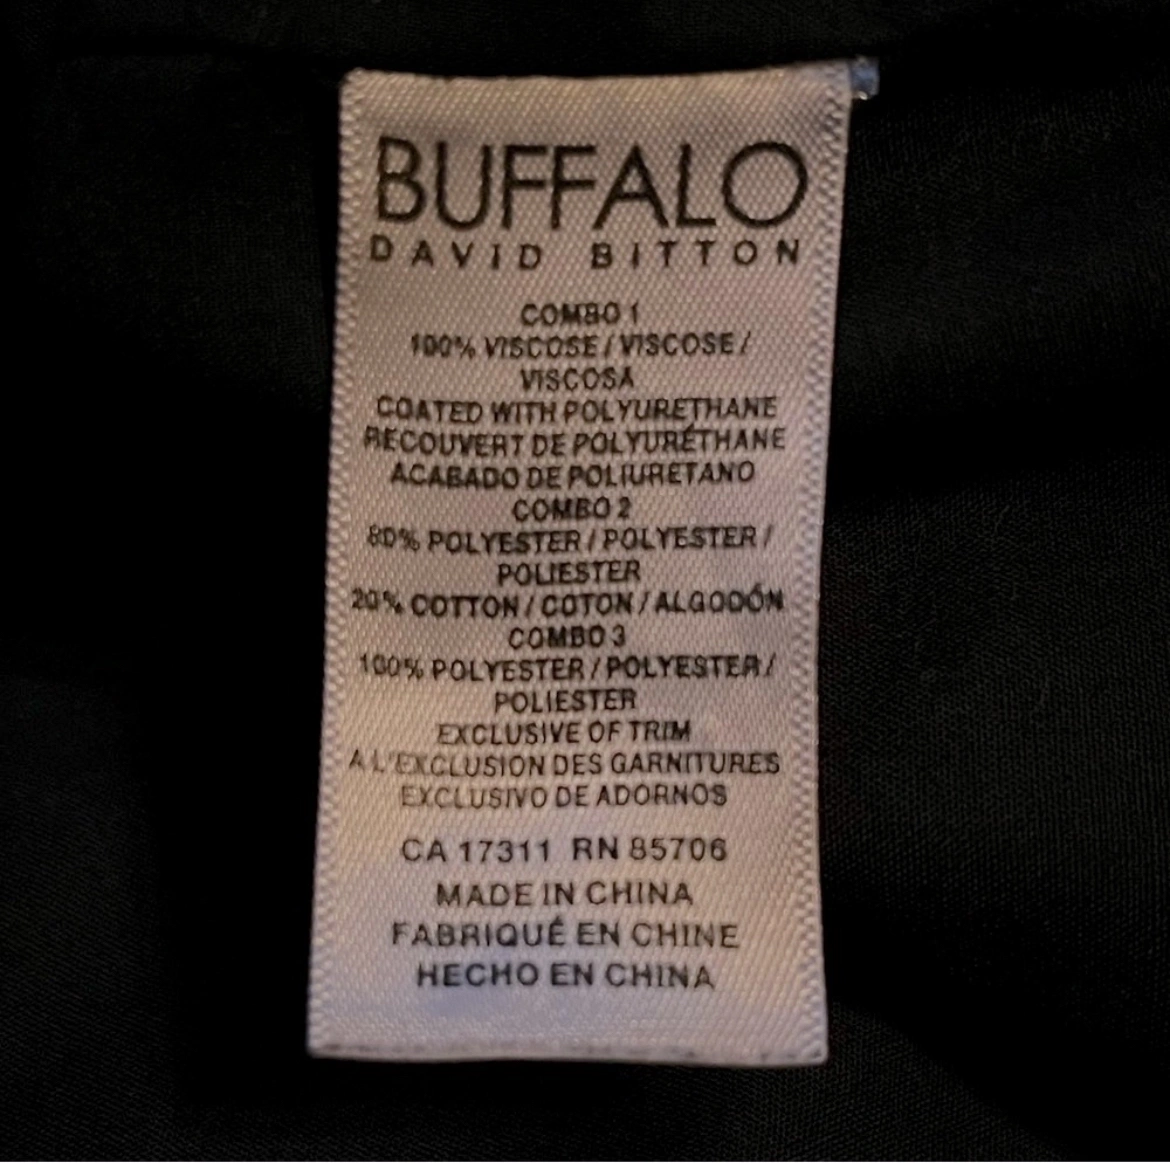 BUFFALO
DAVID BITTON
COMBO 1
100% VISCOSE / VISCOSE /
VISCOSA
COATED WITH POLYURETHANE
RECOUVERT DE POLYURÉTHANE
ACABADO DE POLIURETANO
COMBO 2
80% POLYESTER / POLYESTER /
POLIESTER
20% COTTON / COTON / ALGODÓN
COMBO 3
100% POLYESTER / POLYESTER /
POLIESTER
EXCLUSIVE OF TRIM
A L'EXCLUSION DES GARNITURES
EXCLUSIVO DE ADORNOS
CA 17311 RN 85706
MADE IN CHINA
FABRIQUÉ EN CHINE
HECHO EN CHINA